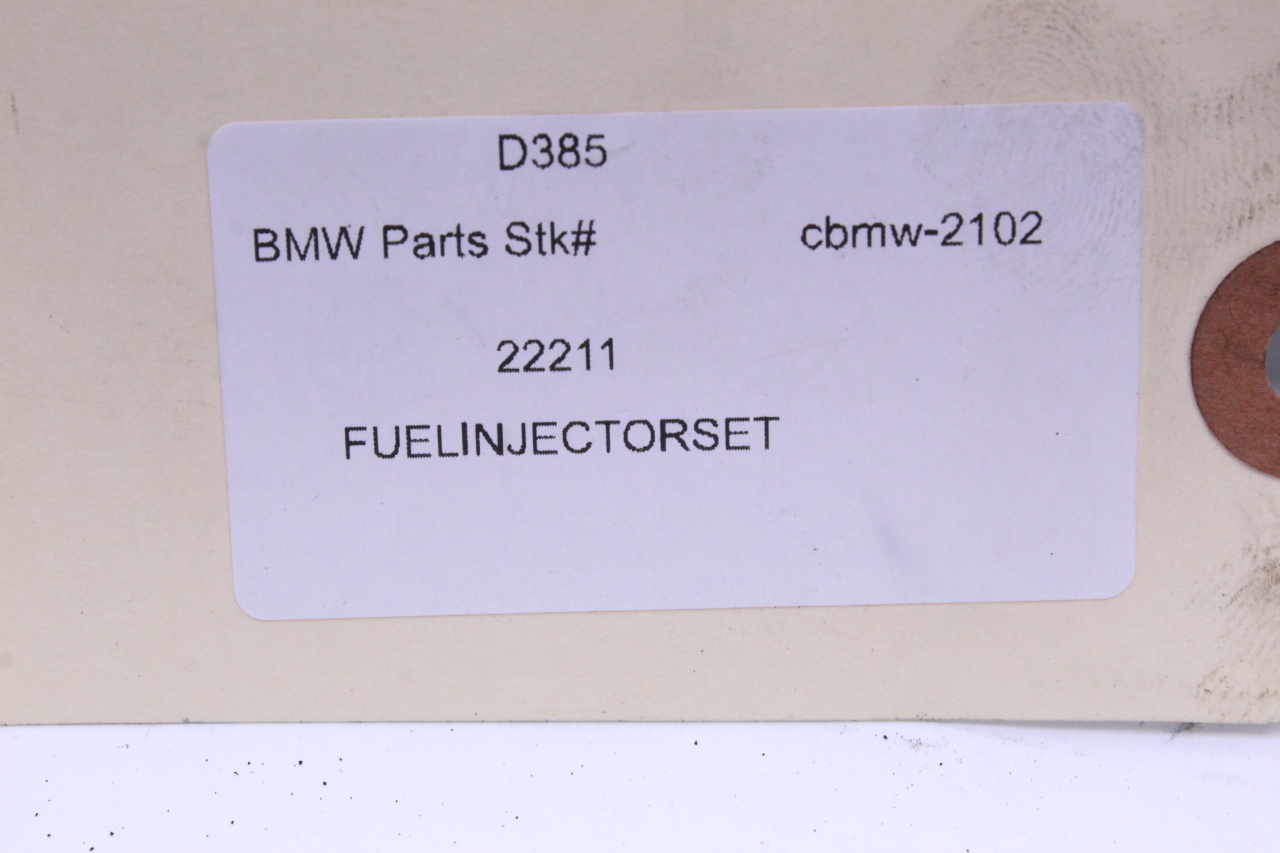 D385
BMW Parts Stk# cbmw-2102
22211
FUELINJECTORSET